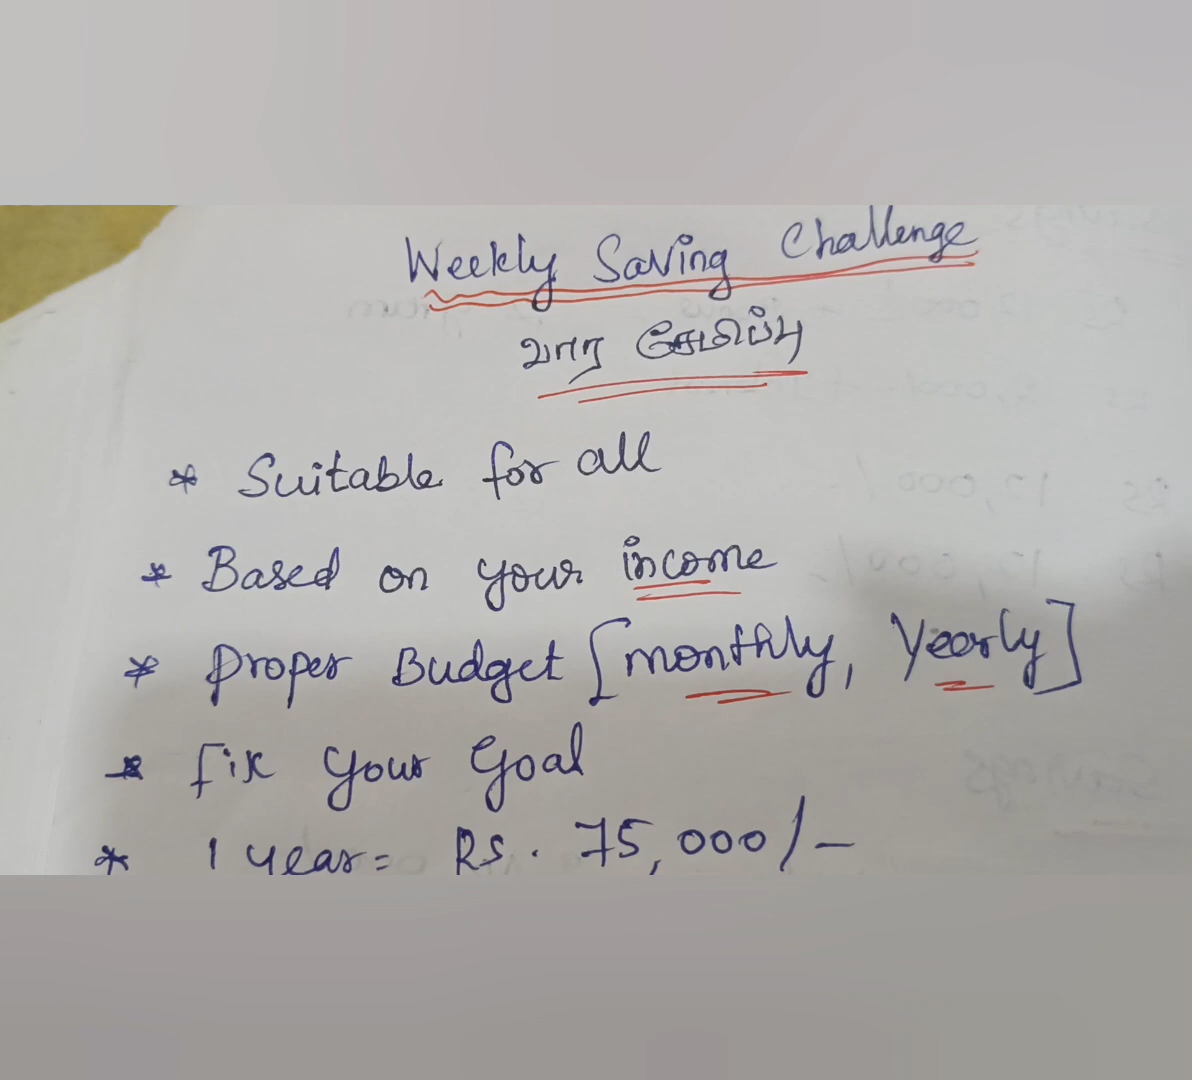 Weekly Saving Challenge
வார சேமிப்பு
* Suitable for all
* Based on your income
* Proper Budget [monthly, Yearly]
* Fix Your Goal
* 1 year = RS. 75,000/-